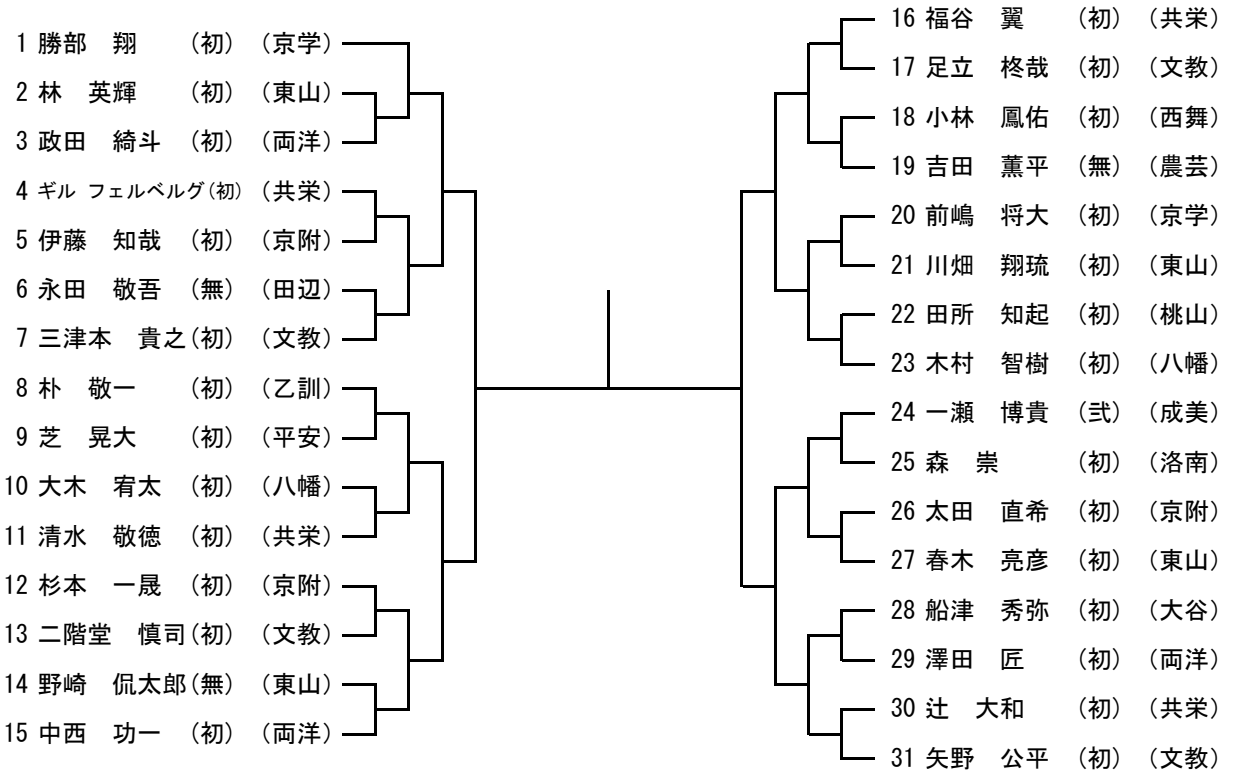 1 勝部　翔　（初）（京学）
2 林　英輝　（初）（東山）
3 政田　綺斗　（初）（両洋）
4 ギル フェルベルグ（初）（共栄）
5 伊藤　知哉　（初）（京附）
6 永田　敬吾　（無）（田辺）
7 三津本　貴之（初）（文教）
8 朴　敬一　（初）（乙訓）
9 芝　晃大　（初）（平安）
10 大木　宥太　（初）（八幡）
11 清水　敬徳　（初）（共栄）
12 杉本　一晟　（初）（京附）
13 二階堂　慎司（初）（文教）
14 野崎　侃太郎（無）（東山）
15 中西　功一　（初）（両洋）
16 福谷　翼　（初）（共栄）
17 足立　柊哉　（初）（文教）
18 小林　鳳佑　（初）（西舞）
19 吉田　薫平　（無）（農芸）
20 前嶋　将大　（初）（京学）
21 川畑　翔琉　（初）（東山）
22 田所　知起　（初）（桃山）
23 木村　智樹　（初）（八幡）
24 一瀬　博貴　（弐）（成美）
25 森　崇　（初）（洛南）
26 太田　直希　（初）（京附）
27 春木　亮彦　（初）（東山）
28 船津　秀弥　（初）（大谷）
29 澤田　匠　（初）（両洋）
30 辻　大和　（初）（共栄）
31 矢野　公平　（初）（文教）